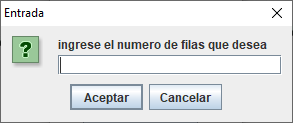 Entrada
ingrese el numero de filas que desea
Aceptar
Cancelar